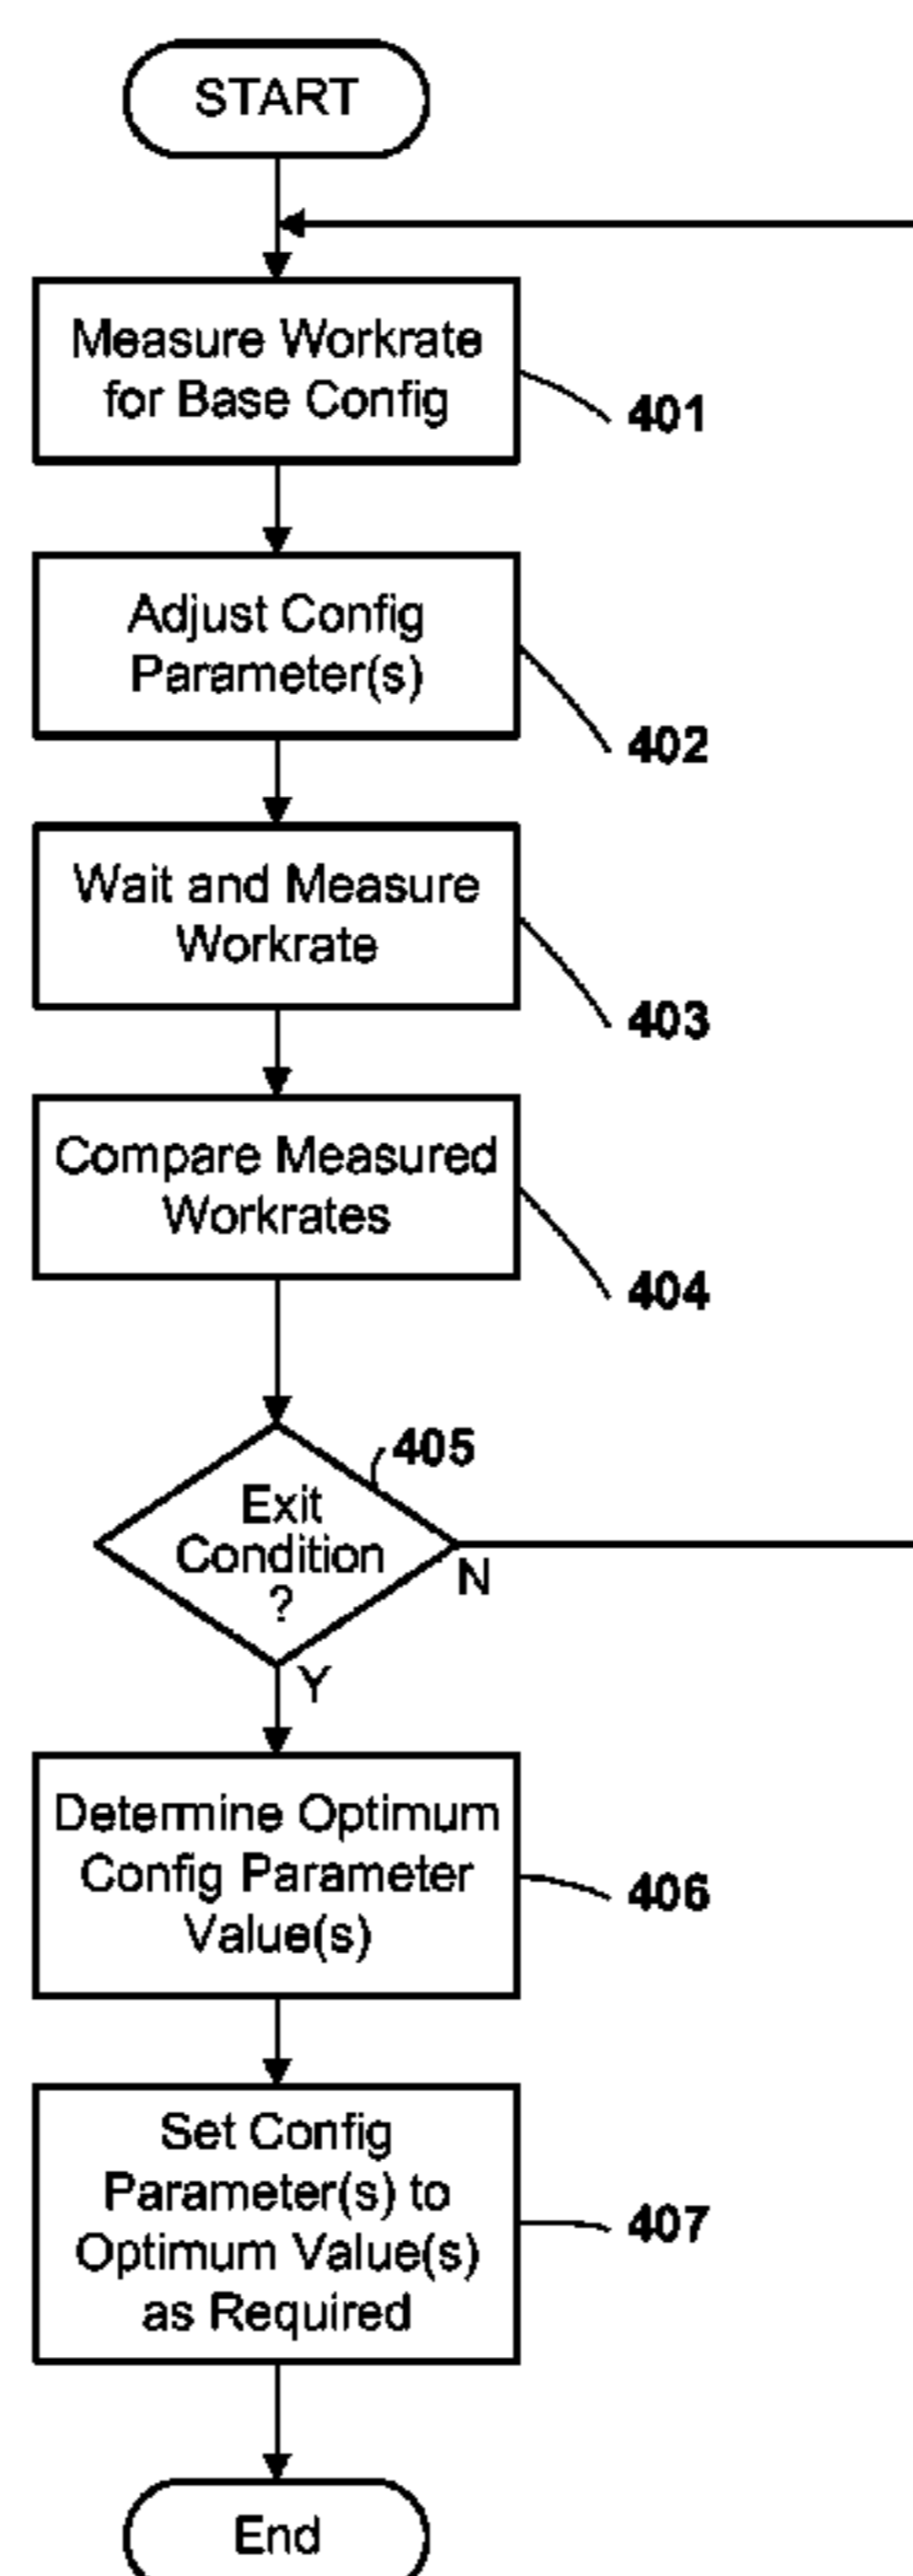 START
Measure Workrate
for Base Config
401
Adjust Config
Parameter(s)
402
Wait and Measure
Workrate
403
Compare Measured
Workrates
404
405
Exit
Condition
?
N
Y
Determine Optimum
Config Parameter
Value(s)
406
Set Config
Parameter(s) to
Optimum Value(s)
as Required
407
End